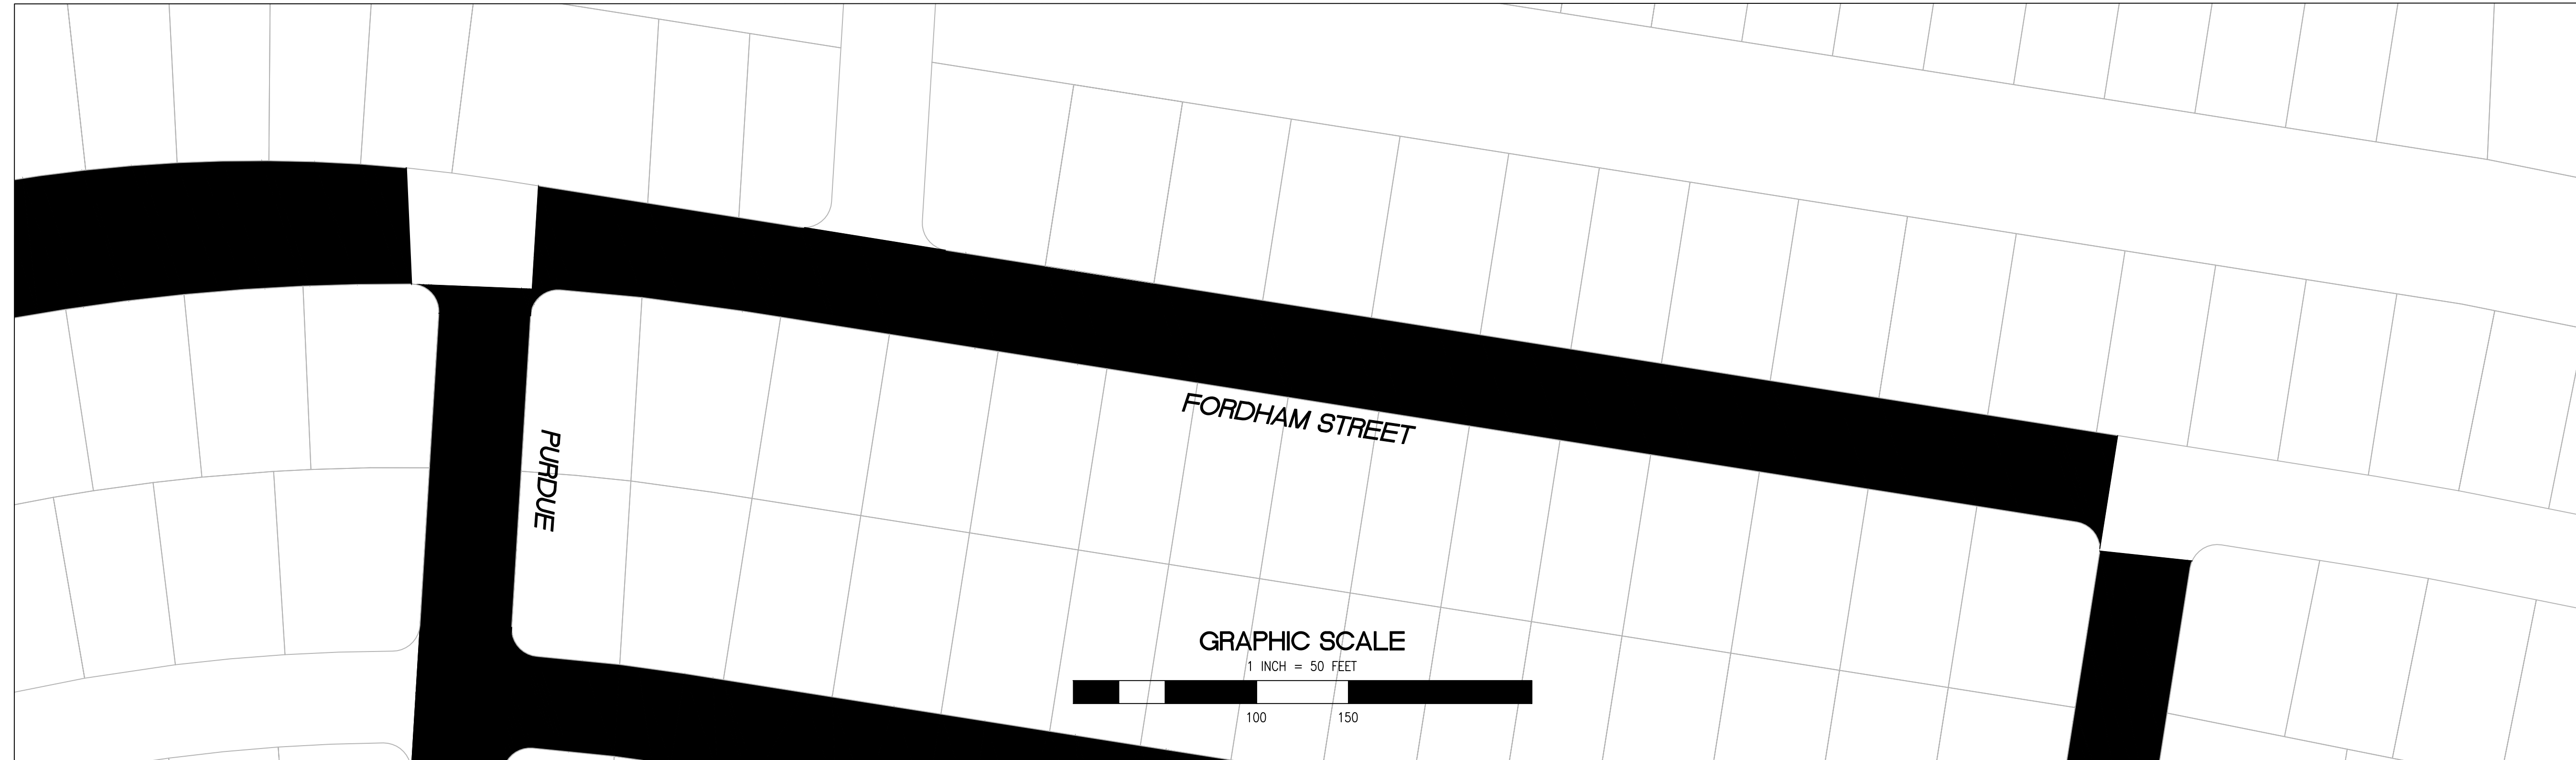 FORDHAM STREET
PURDUE
GRAPHIC SCALE
1 INCH = 50 FEET
100 150